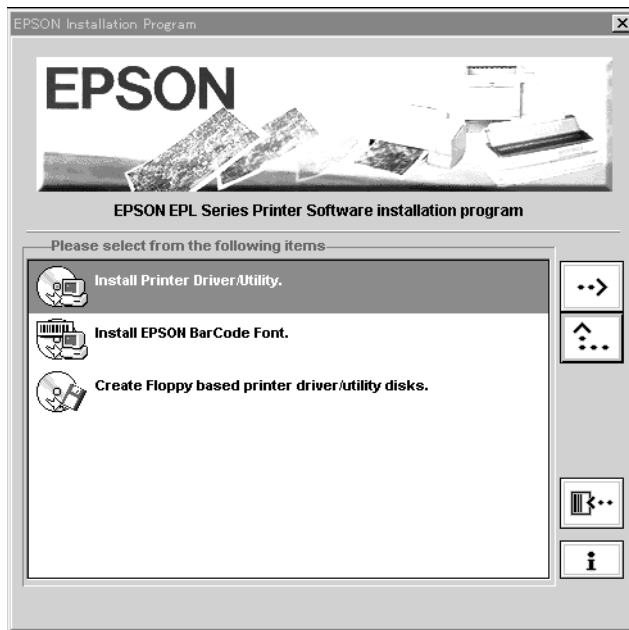 EPSON Installation Program
EPSON
EPSON EPL Series Printer Software installation program
Please select from the following items
Install Printer Driver/Utility.
Install EPSON BarCode Font.
Create Floppy based printer driver/utility disks.